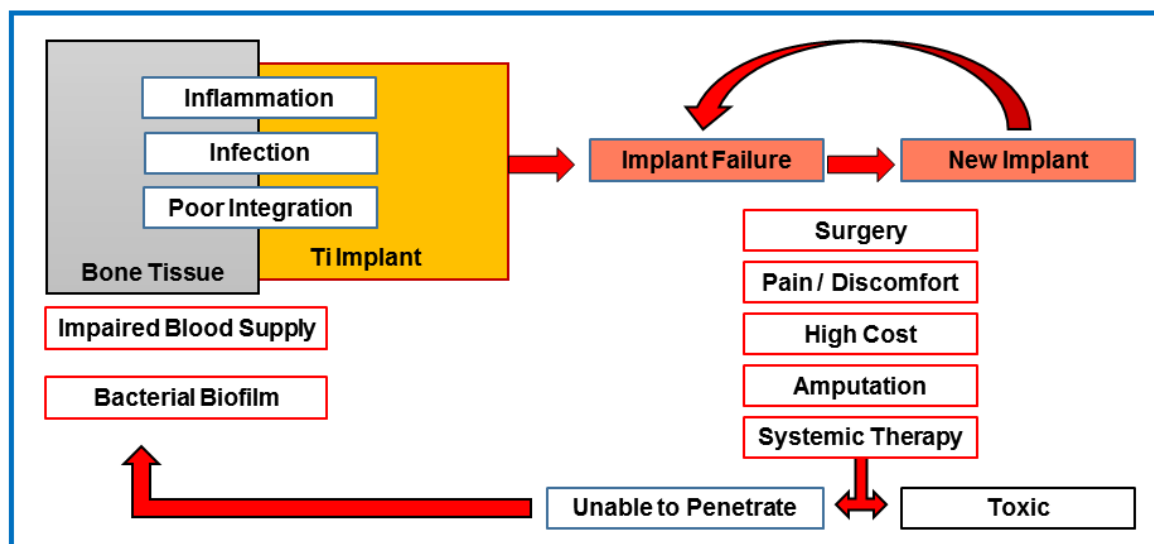 Inflammation
Infection
Poor Integration
Bone Tissue
Ti Implant
Impaired Blood Supply
Bacterial Biofilm
Implant Failure
New Implant
Surgery
Pain / Discomfort
High Cost
Amputation
Systemic Therapy
Unable to Penetrate
Toxic